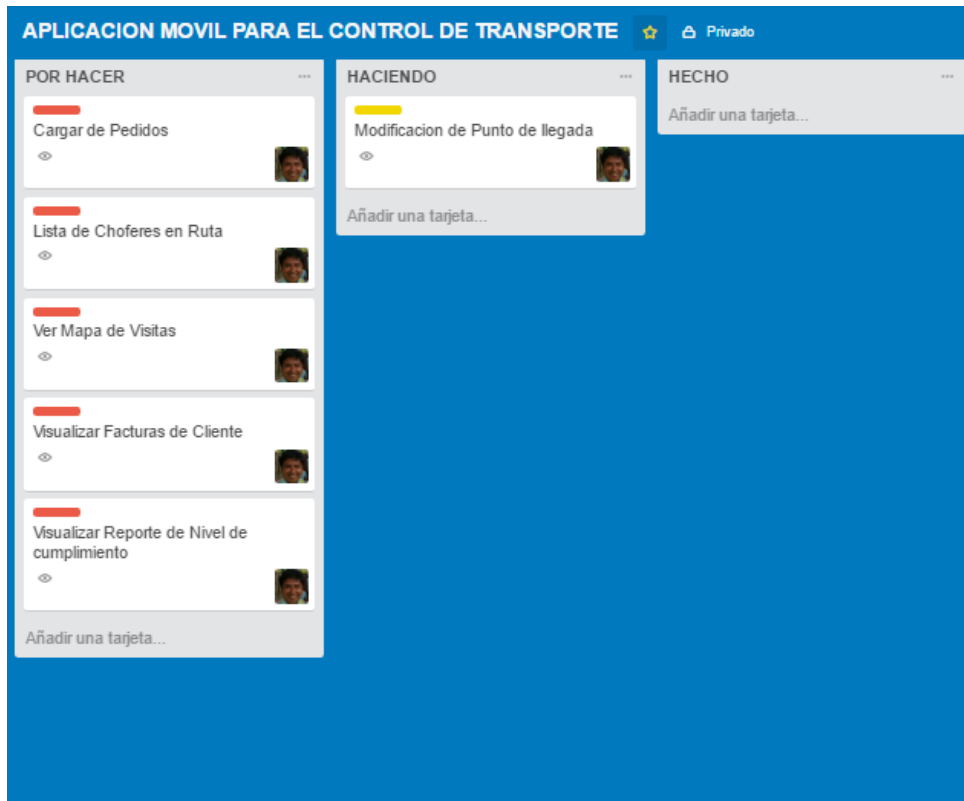 APLICACION MOVIL PARA EL CONTROL DE TRANSPORTE Privado
POR HACER
Cargar de Pedidos
Lista de Choferes en Ruta
Ver Mapa de Visitas
Visualizar Facturas de Cliente
Visualizar Reporte de Nivel de
cumplimiento
Añadir una tarjeta...
HACIENDO
Modificacion de Punto de llegada
Añadir una tarjeta...
HECHO
Añadir una tarjeta...